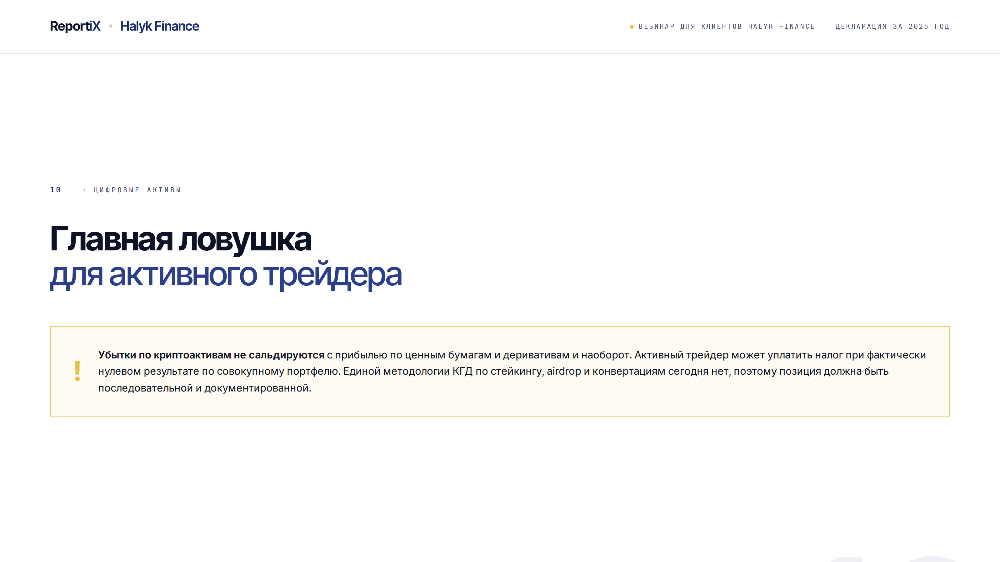 ReportiX × Halyk Finance
ВЕБИНАР ДЛЯ КЛИЕНТОВ HALYK FINANCE ДЕКЛАРАЦИЯ ЗА 2025 ГОД
10 · ЦИФРОВЫЕ АКТИВЫ
Главная ловушка
для активного трейдера
! Убытки по криптоактивам не сальдируются с прибылью по ценным бумагам и деривативам и наоборот. Активный трейдер может уплатить налог при фактически
нулевом результате по совокупному портфелю. Единой методологии КГД по стейкингу, airdrop и конвертациям сегодня нет, поэтому позиция должна быть
последовательной и документированной.